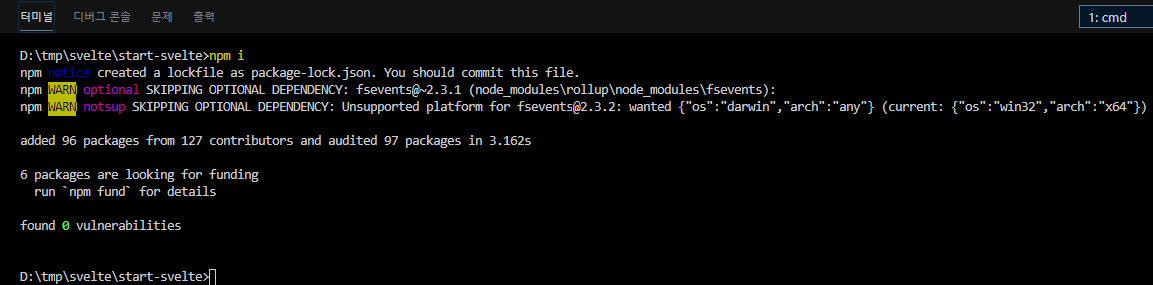 터미널 디버그 콘솔 문제 출력 1: cmd
D:\tmp\svelte\start-svelte>npm i
npm notice created a lockfile as package-lock.json. You should commit this file.
npm WARN optional SKIPPING OPTIONAL DEPENDENCY: fsevents@~2.3.1 (node_modules\rollup\node_modules\fsevents):
npm WARN notsup SKIPPING OPTIONAL DEPENDENCY: Unsupported platform for fsevents@2.3.2: wanted {"os":"darwin","arch":"any"} (current: {"os":"win32","arch":"x64"})
added 96 packages from 127 contributors and audited 97 packages in 3.162s
6 packages are looking for funding
run `npm fund` for details
found 0 vulnerabilities
D:\tmp\svelte\start-svelte>